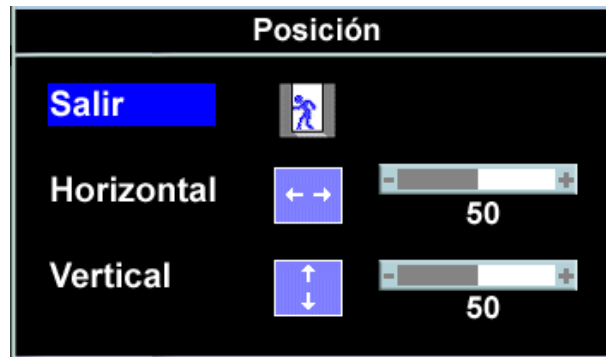 Posición
Salir
Horizontal
- +
50
Vertical
- +
50